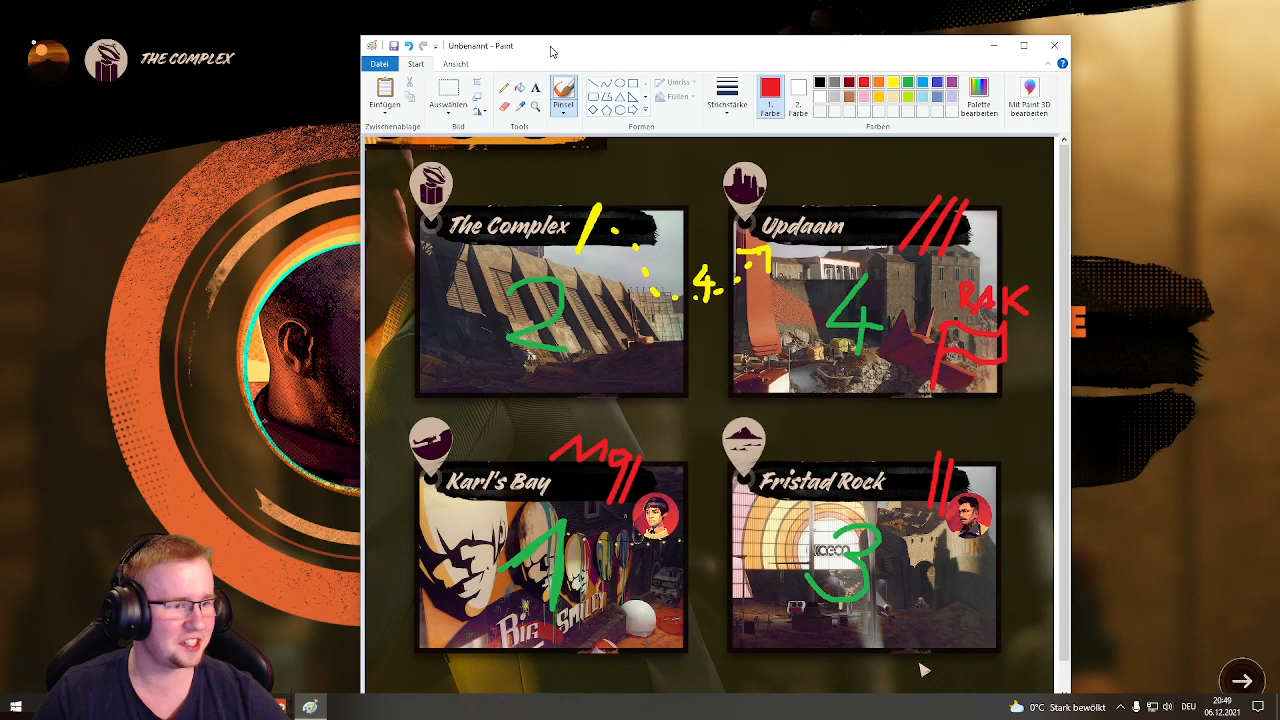 THE COMPLEX
Unbenannt - Paint
Datei
Start
Ansicht
Einfügen
Zwischenablage
Auswählen
Bild
Tools
Pinsel
Formen
Umriss
Füllen
Strichstärke
1.
Farbe
2.
Farbe
Palette
bearbeiten
Farben
Mit Paint 3D
bearbeiten
The Complex
2
4
Updaam
4
RAK
E
Karl's Bay
1
BIG
SMILEY
Fristad Rock
3
0°C Stark bewölkt
DEU
20:49
06.12.2021